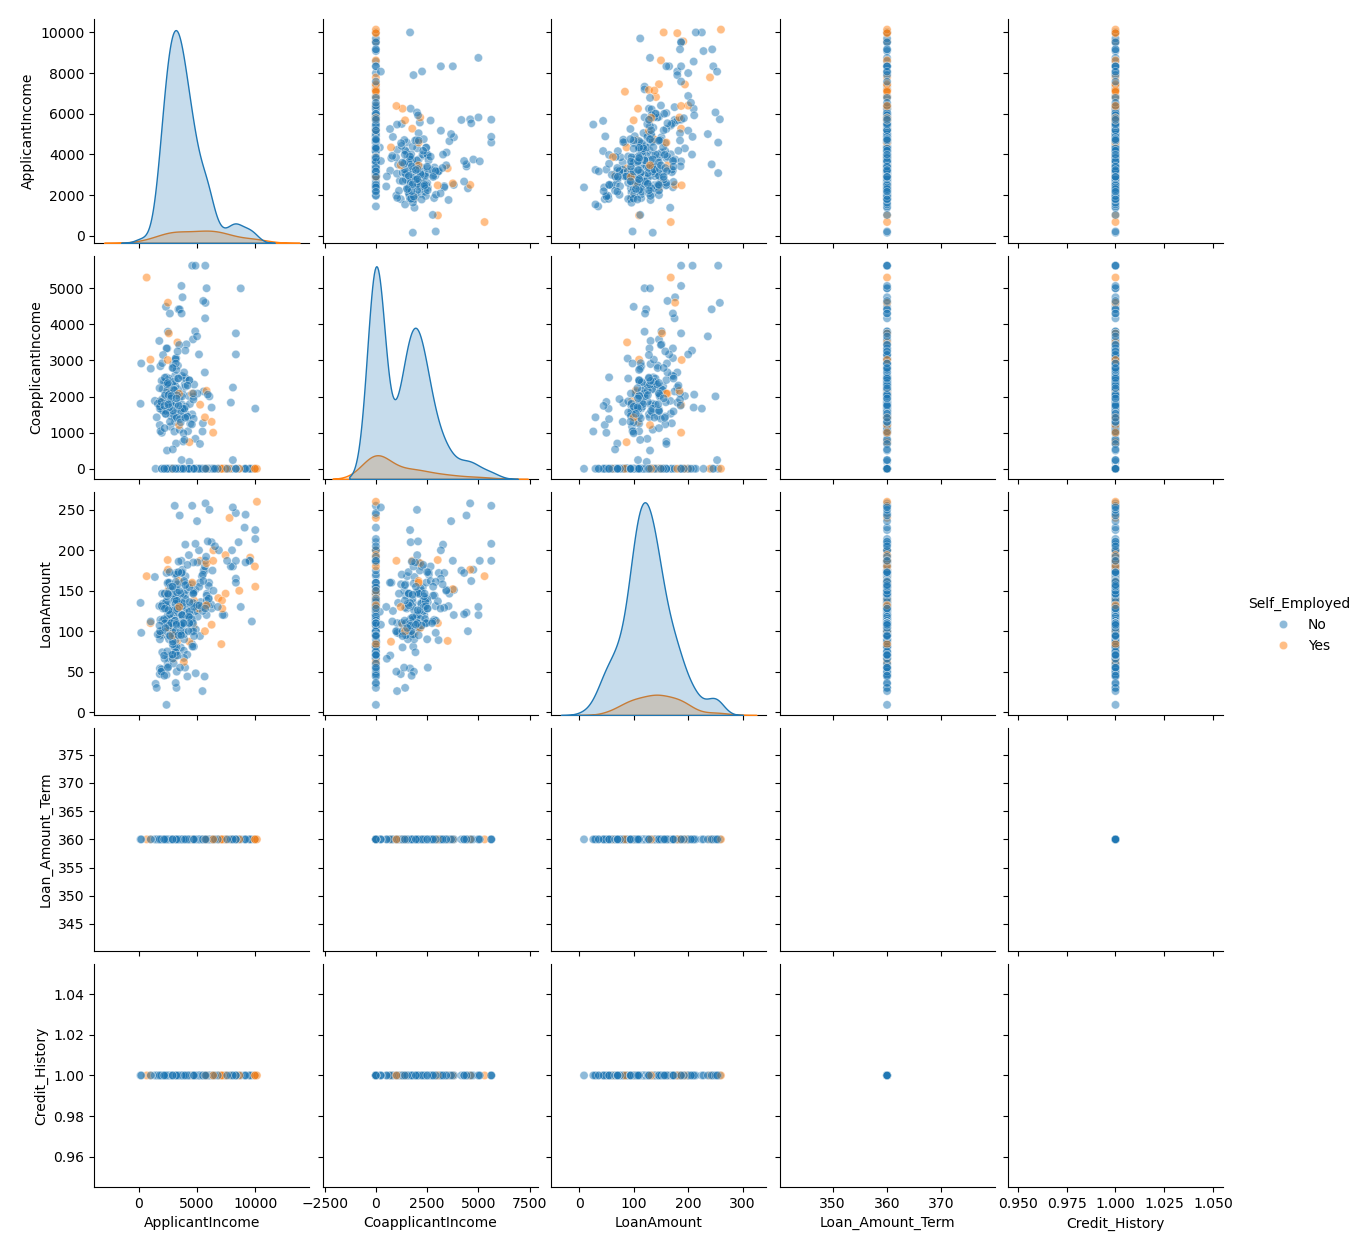 10000
8000
6000
4000
2000
0
ApplicantIncome
5000
4000
3000
2000
1000
0
CoapplicantIncome
250
200
150
100
50
0
LoanAmount
Self_Employed
No
Yes
375
370
365
360
355
350
345
Loan_Amount_Term
1.04
1.02
1.00
0.98
0.96
Credit_History
0 5000 10000
−2500 0 2500 5000 7500
0 100 200 300
350 360 370
0.950 0.975 1.000 1.025 1.050
ApplicantIncome
CoapplicantIncome
LoanAmount
Loan_Amount_Term
Credit_History